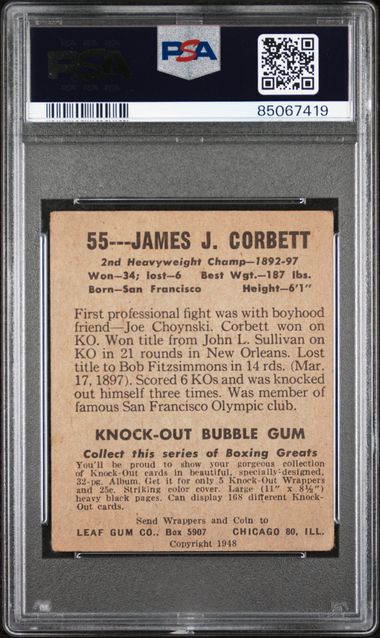 PSA
PSA
85067419
55---JAMES J. CORBETT
2nd Heavyweight Champ—1892-97
Won—34; lost—6 Best Wgt.—187 lbs.
Born—San Francisco Height—6'1"
First professional fight was with boyhood
friend—Joe Choynski. Corbett won on
KO. Won title from John L. Sullivan
on KO in 21 rounds in New Orleans. Lost
title to Bob Fitzsimmons in 14 rds. (Mar.
17, 1897). Scored 6 KOs and was knocked
out himself three times. Was member of
famous San Francisco Olympic club.
KNOCK-OUT BUBBLE GUM
Collect this series of Boxing Greats
You'll be proud to show your gorgeous collection
of Knock-Out cards in beautiful, specially-designed,
32-pg. Album. Get it for only 5 Knock-Out Wrappers
and 25c. Striking color cover. Large (11" x 8½")
heavy black pages. Can display 168 different Knock-
Out cards.
Send Wrappers and Coin to
LEAF GUM CO., Box 5907 CHICAGO 80, ILL.
Copyright 1948